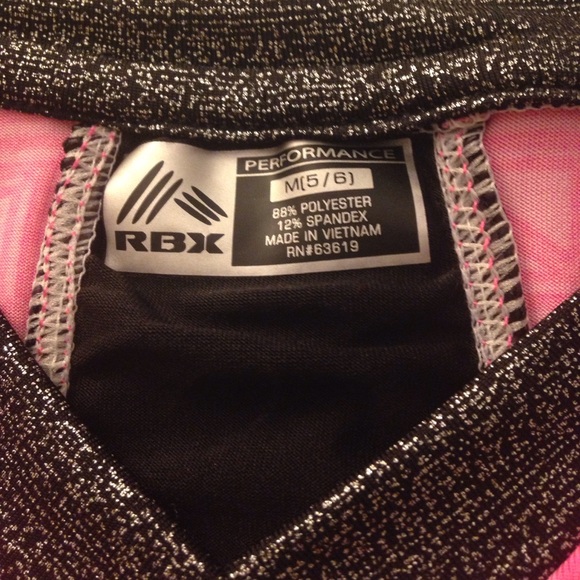 PERFORMANCE
M(5/6)
88% POLYESTER
12% SPANDEX
MADE IN VIETNAM
RN#63619
RBX